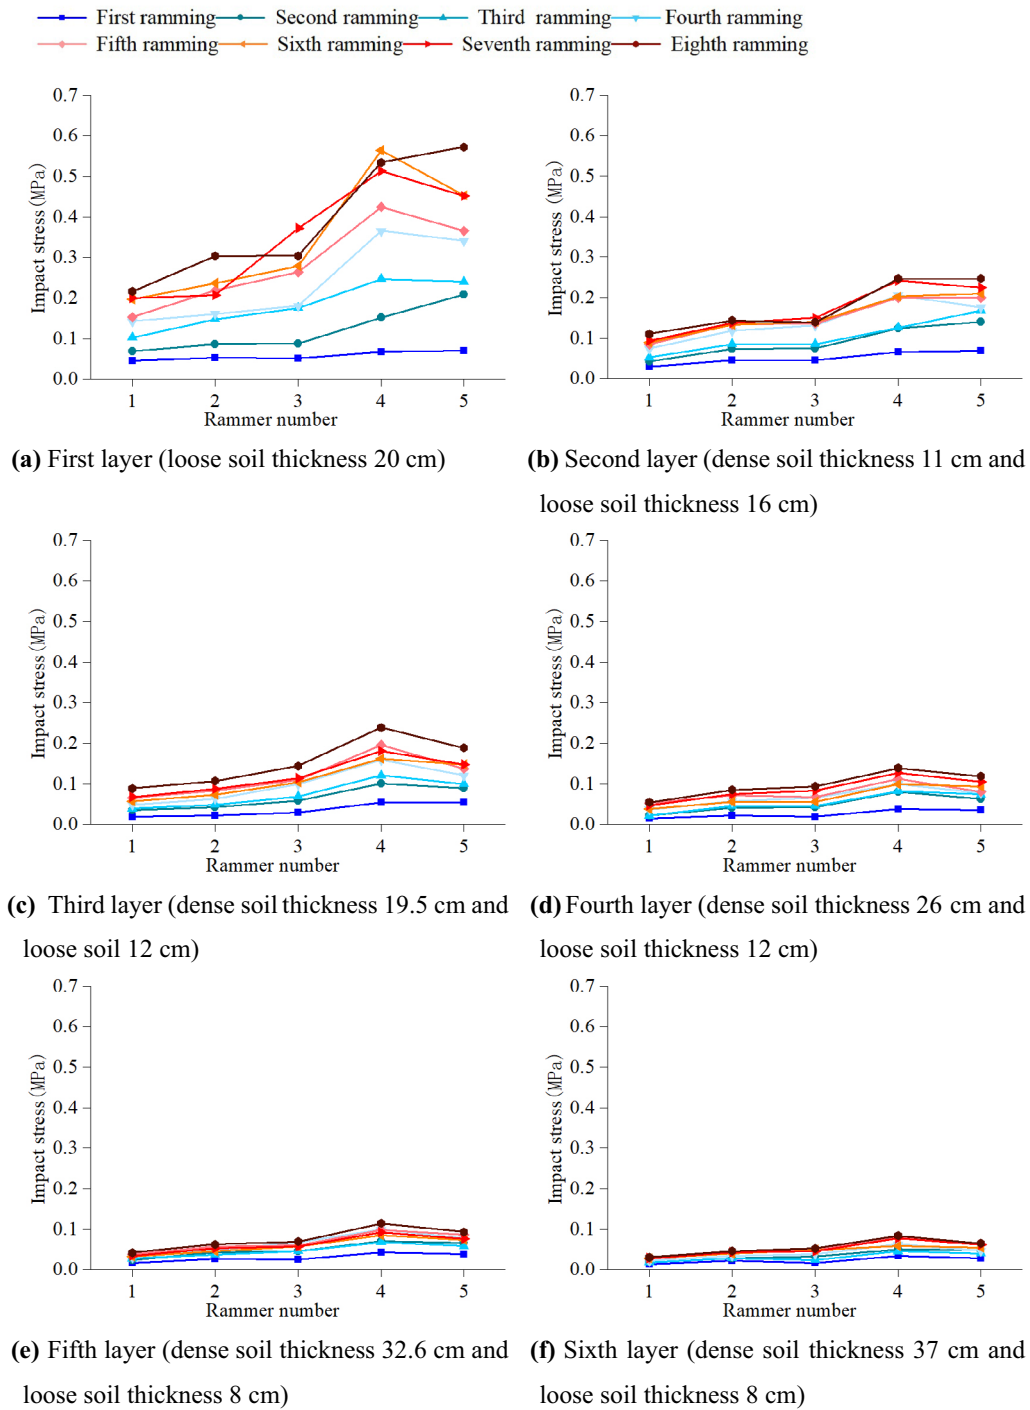 First ramming Second ramming Third ramming Fourth ramming
Fifth ramming Sixth ramming Seventh ramming Eighth ramming
0.7
0.6
0.5
0.4
0.3
0.2
0.1
0.0
Impact stress(MPa)
1 2 3 4 5
Rammer number
0.7
0.6
0.5
0.4
0.3
0.2
0.1
0.0
Impact stress(MPa)
1 2 3 4 5
Rammer number
(a) First layer (loose soil thickness 20 cm)
(b) Second layer (dense soil thickness 11 cm and
loose soil thickness 16 cm)
0.7
0.6
0.5
0.4
0.3
0.2
0.1
0.0
Impact stress(MPa)
1 2 3 4 5
Rammer number
0.7
0.6
0.5
0.4
0.3
0.2
0.1
0.0
Impact stress(MPa)
1 2 3 4 5
Rammer number
(c) Third layer (dense soil thickness 19.5 cm and
loose soil 12 cm)
(d) Fourth layer (dense soil thickness 26 cm and
loose soil thickness 12 cm)
0.7
0.6
0.5
0.4
0.3
0.2
0.1
0.0
Impact stress(MPa)
1 2 3 4 5
Rammer number
0.7
0.6
0.5
0.4
0.3
0.2
0.1
0.0
Impact stress(MPa)
1 2 3 4 5
Rammer number
(e) Fifth layer (dense soil thickness 32.6 cm and
loose soil thickness 8 cm)
(f) Sixth layer (dense soil thickness 37 cm and
loose soil thickness 8 cm)